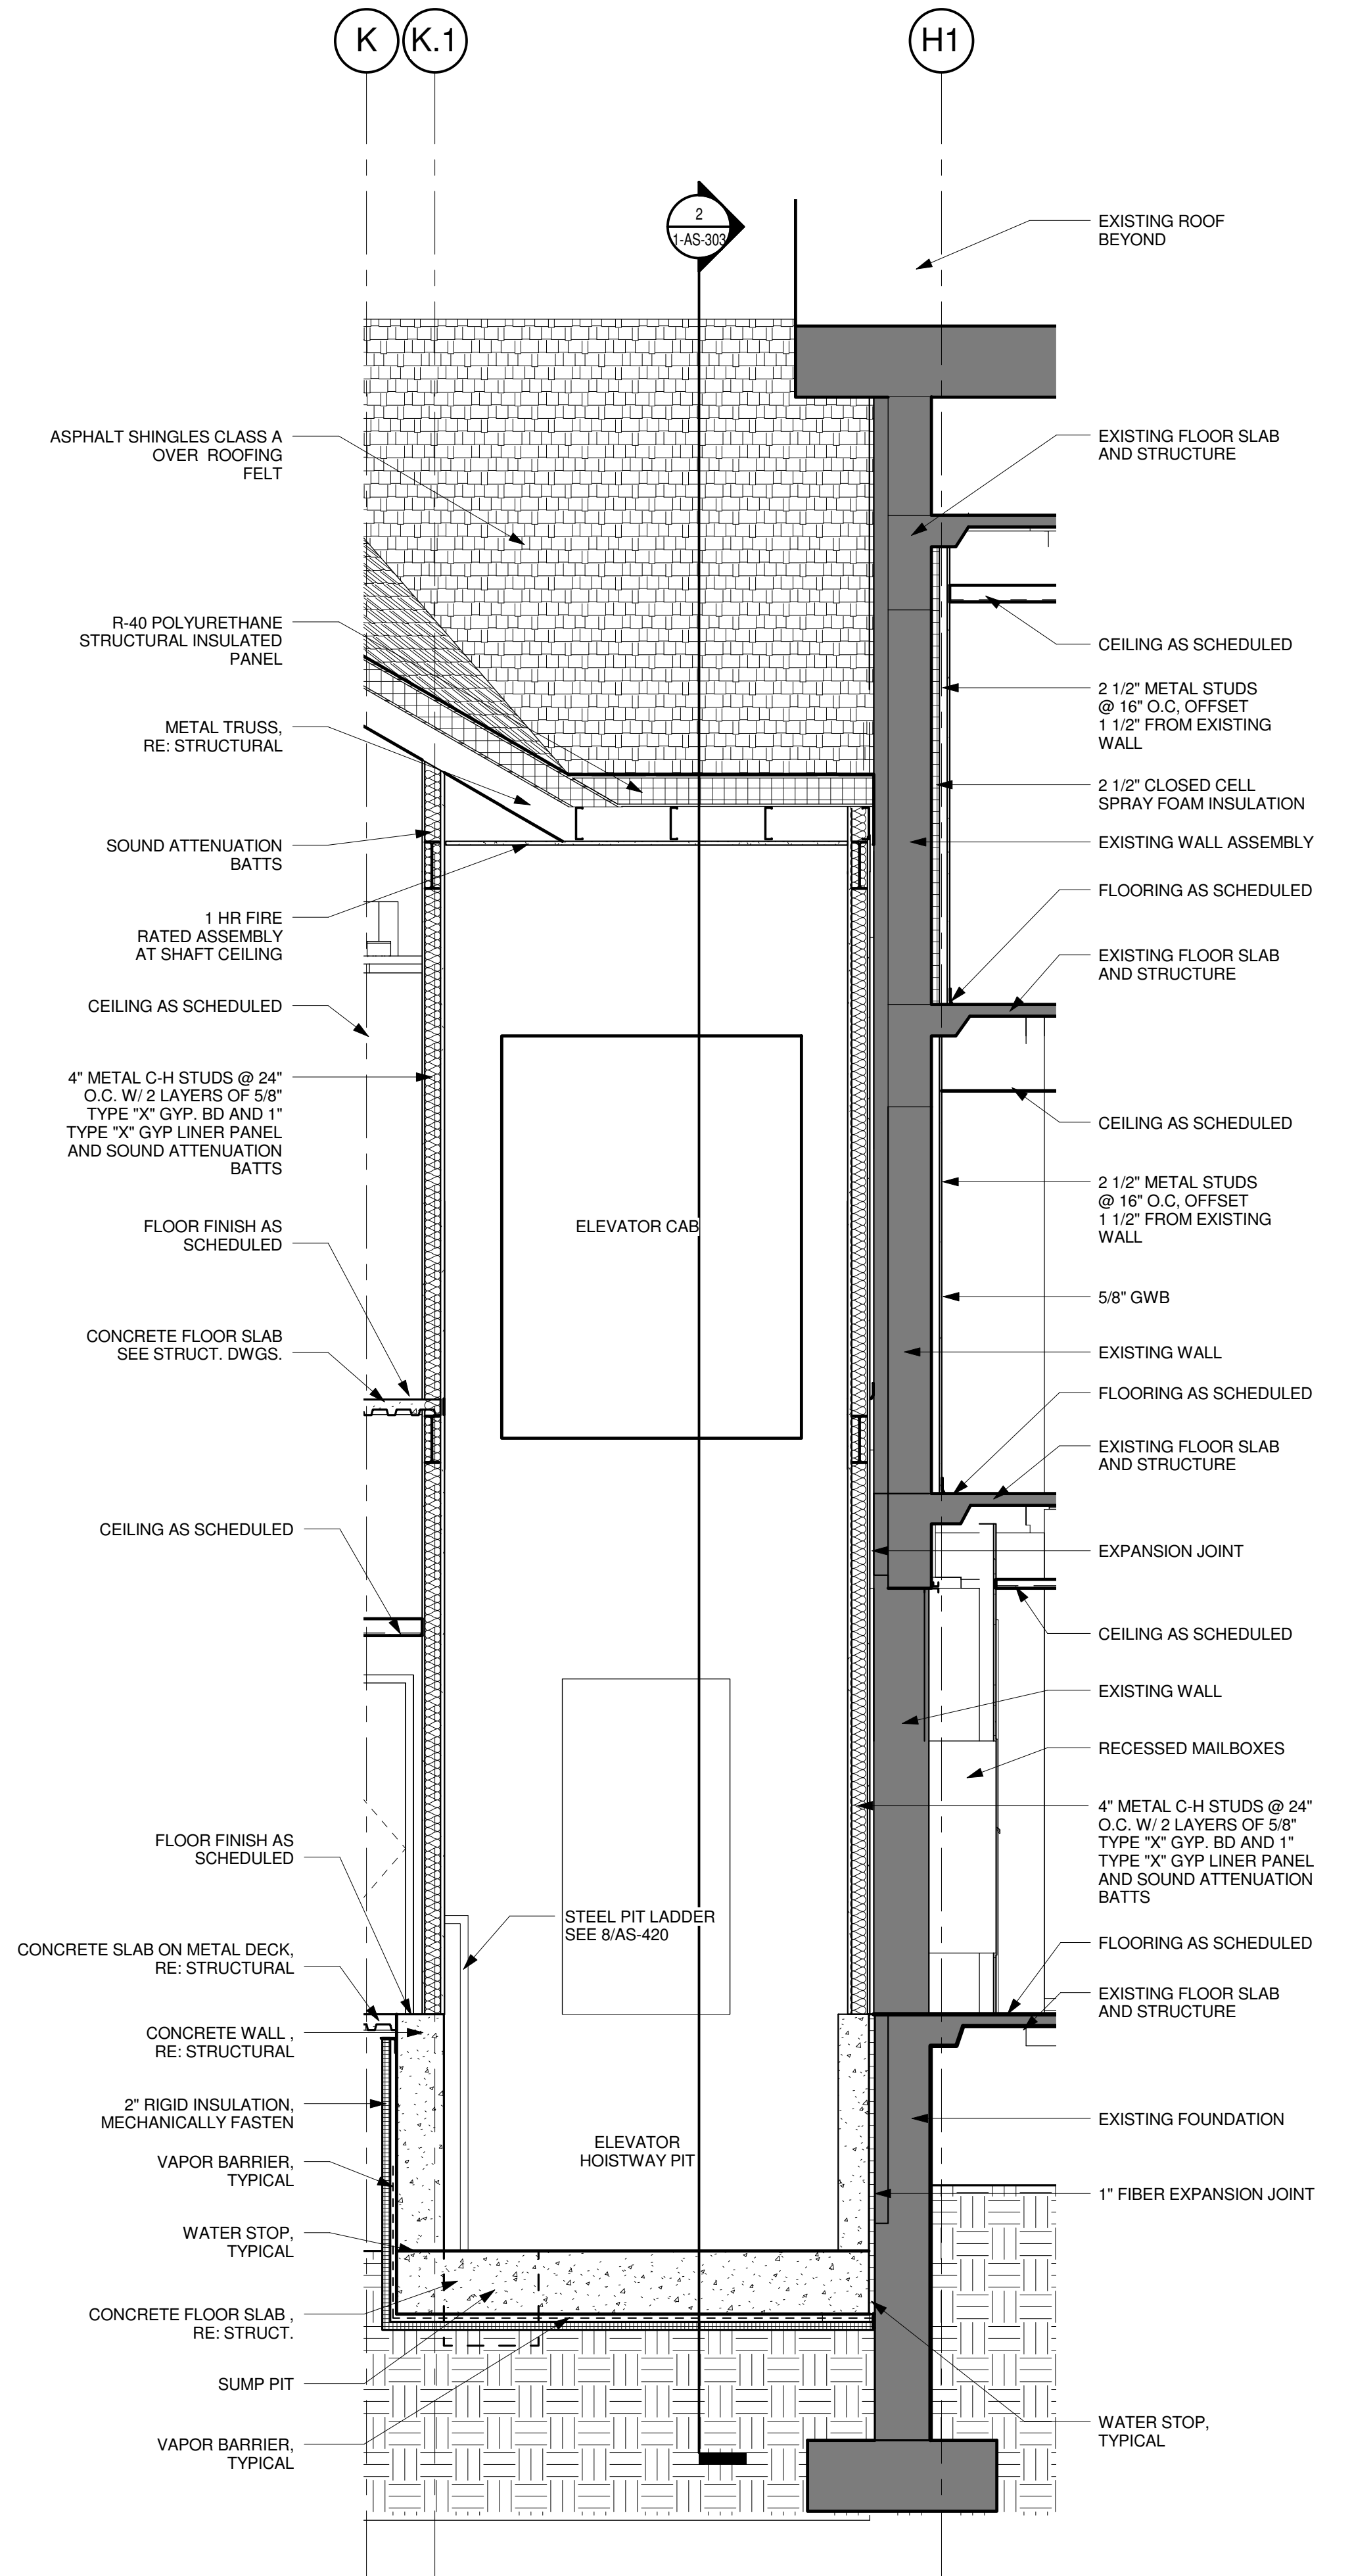 K
K.1
H1
2
1-AS-303
EXISTING ROOF
BEYOND
ASPHALT SHINGLES CLASS A
OVER ROOFING
FELT
R-40 POLYURETHANE
STRUCTURAL INSULATED
PANEL
METAL TRUSS,
RE: STRUCTURAL
SOUND ATTENUATION
BATTS
1 HR FIRE
RATED ASSEMBLY
AT SHAFT CEILING
CEILING AS SCHEDULED
4" METAL C-H STUDS @ 24"
O.C. W/ 2 LAYERS OF 5/8"
TYPE "X" GYP. BD AND 1"
TYPE "X" GYP LINER PANEL
AND SOUND ATTENUATION
BATTS
FLOOR FINISH AS
SCHEDULED
CONCRETE FLOOR SLAB
SEE STRUCT. DWGS.
CEILING AS SCHEDULED
FLOOR FINISH AS
SCHEDULED
CONCRETE SLAB ON METAL DECK,
RE: STRUCTURAL
CONCRETE WALL ,
RE: STRUCTURAL
2" RIGID INSULATION,
MECHANICALLY FASTEN
VAPOR BARRIER,
TYPICAL
WATER STOP,
TYPICAL
CONCRETE FLOOR SLAB ,
RE: STRUCT.
SUMP PIT
VAPOR BARRIER,
TYPICAL
ELEVATOR CAB
STEEL PIT LADDER
SEE 8/AS-420
ELEVATOR
HOISTWAY PIT
EXISTING FLOOR SLAB
AND STRUCTURE
CEILING AS SCHEDULED
2 1/2" METAL STUDS
@ 16" O.C, OFFSET
1 1/2" FROM EXISTING
WALL
2 1/2" CLOSED CELL
SPRAY FOAM INSULATION
EXISTING WALL ASSEMBLY
FLOORING AS SCHEDULED
EXISTING FLOOR SLAB
AND STRUCTURE
CEILING AS SCHEDULED
2 1/2" METAL STUDS
@ 16" O.C, OFFSET
1 1/2" FROM EXISTING
WALL
5/8" GWB
EXISTING WALL
FLOORING AS SCHEDULED
EXISTING FLOOR SLAB
AND STRUCTURE
EXPANSION JOINT
CEILING AS SCHEDULED
EXISTING WALL
RECESSED MAILBOXES
4" METAL C-H STUDS @ 24"
O.C. W/ 2 LAYERS OF 5/8"
TYPE "X" GYP. BD AND 1"
TYPE "X" GYP LINER PANEL
AND SOUND ATTENUATION
BATTS
FLOORING AS SCHEDULED
EXISTING FLOOR SLAB
AND STRUCTURE
EXISTING FOUNDATION
1" FIBER EXPANSION JOINT
WATER STOP,
TYPICAL